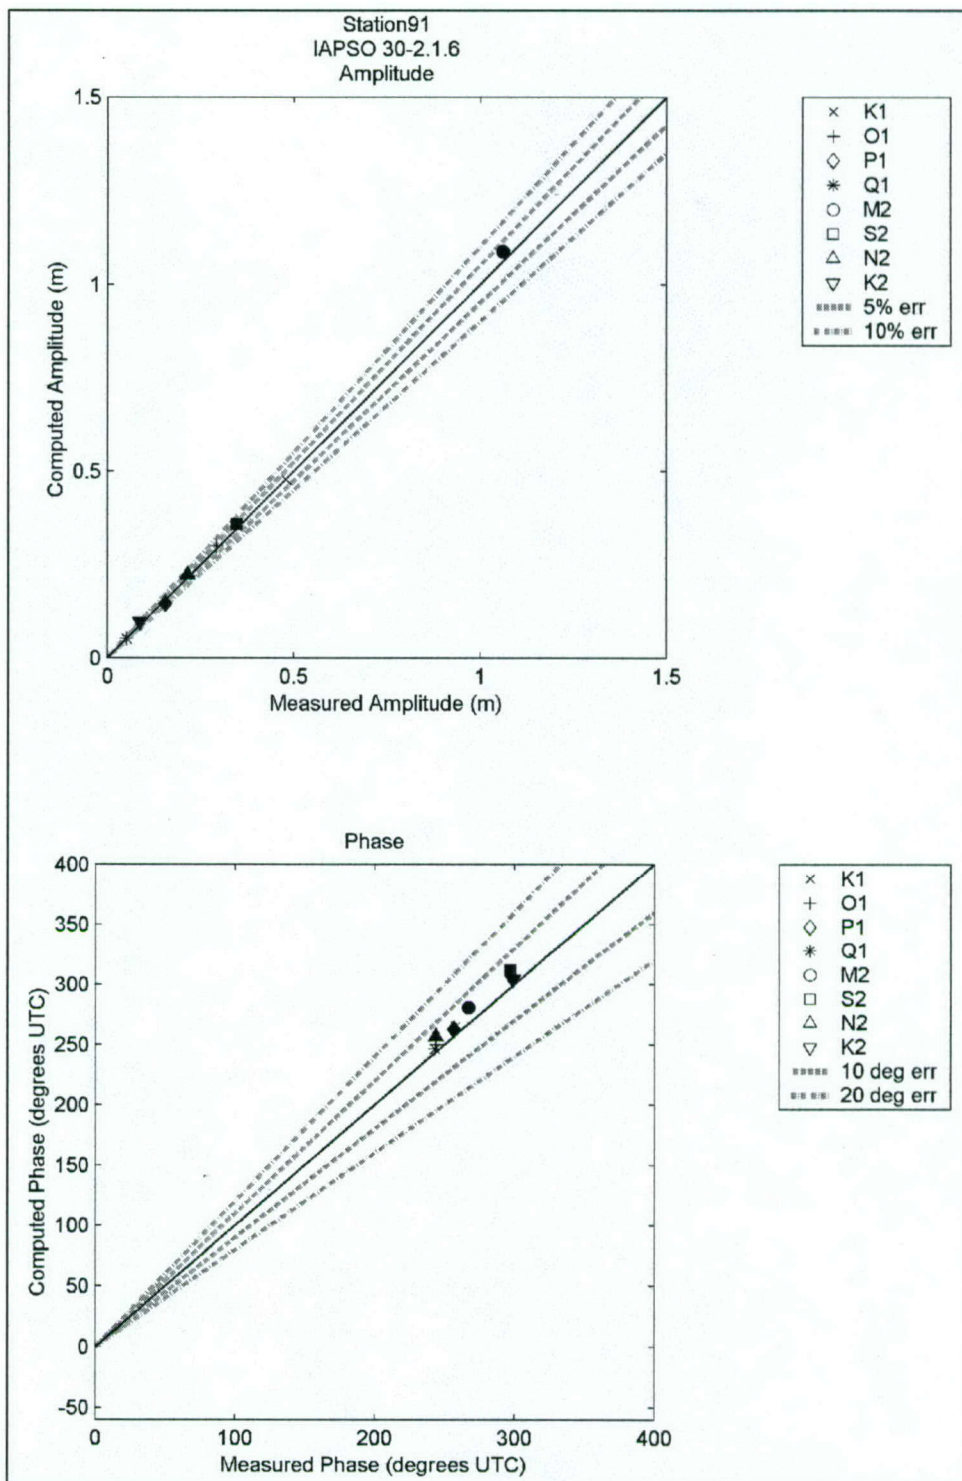 Station91
IAPSO 30-2.1.6
Amplitude
1.5
1
0.5
0
Computed Amplitude (m)
0
0.5
1
1.5
Measured Amplitude (m)
K1
O1
P1
Q1
M2
S2
N2
K2
5% err
10% err
Phase
400
350
300
250
200
150
100
50
0
-50
Computed Phase (degrees UTC)
0
100
200
300
400
Measured Phase (degrees UTC)
K1
O1
P1
Q1
M2
S2
N2
K2
10 deg err
20 deg err